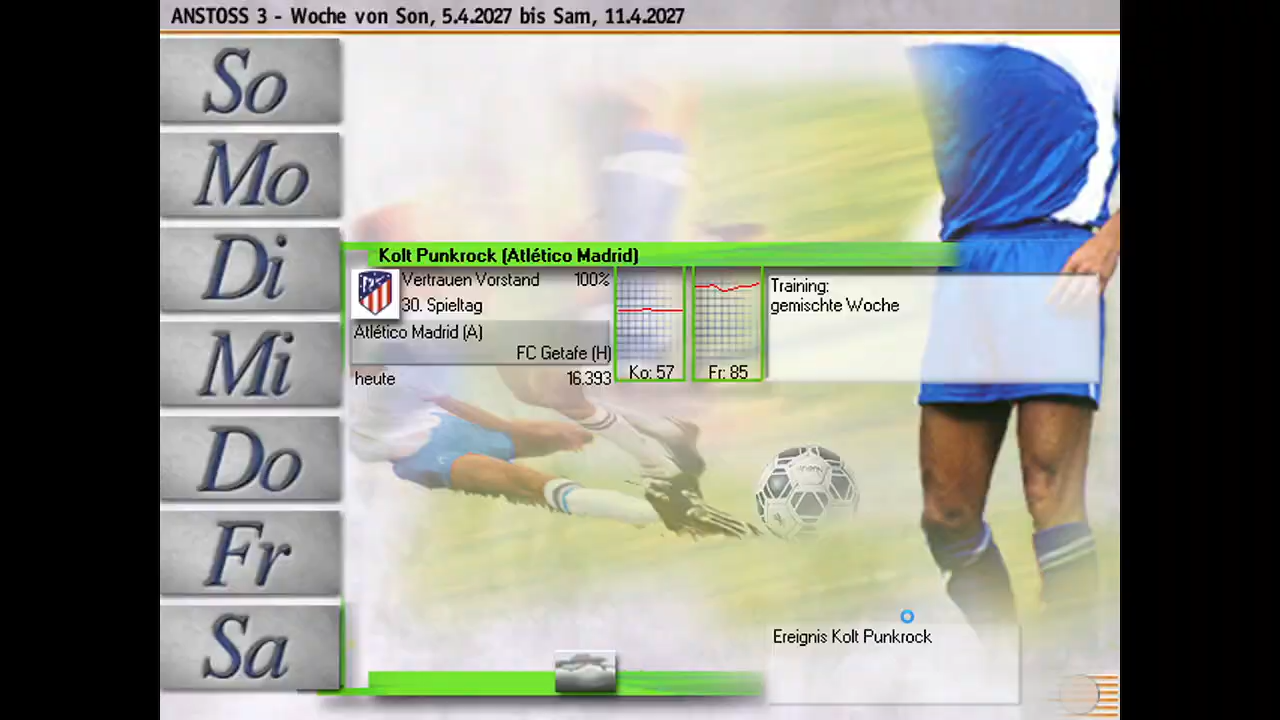 ANSTOSS 3 - Woche von Son, 5.4.2027 bis Sam, 11.4.2027
So
Mo
Di
Mi
Do
Fr
Sa
Kolt Punkrock (Atlético Madrid)
Vertrauen Vorstand 100%
30. Spieltag
Atlético Madrid (A)
FC Getafe (H)
heute 16.393
Ko: 57
Fr: 85
Training:
gemischte Woche
Ereignis Kolt Punkrock